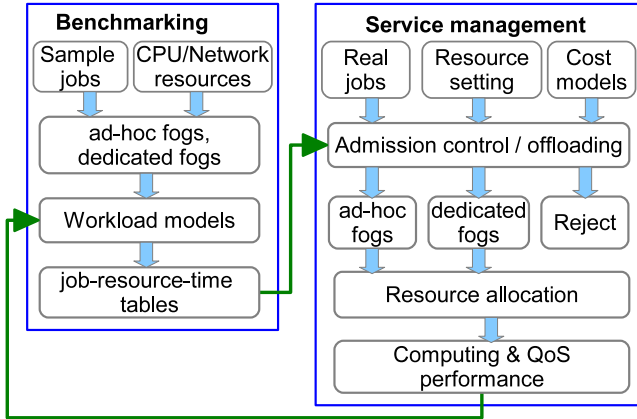 Benchmarking
Sample
jobs
CPU/Network
resources
ad-hoc fogs,
dedicated fogs
Workload models
job-resource-time
tables
Service management
Real
jobs
Resource
setting
Cost
models
Admission control / offloading
ad-hoc
fogs
dedicated
fogs
Reject
Resource allocation
Computing & QoS
performance